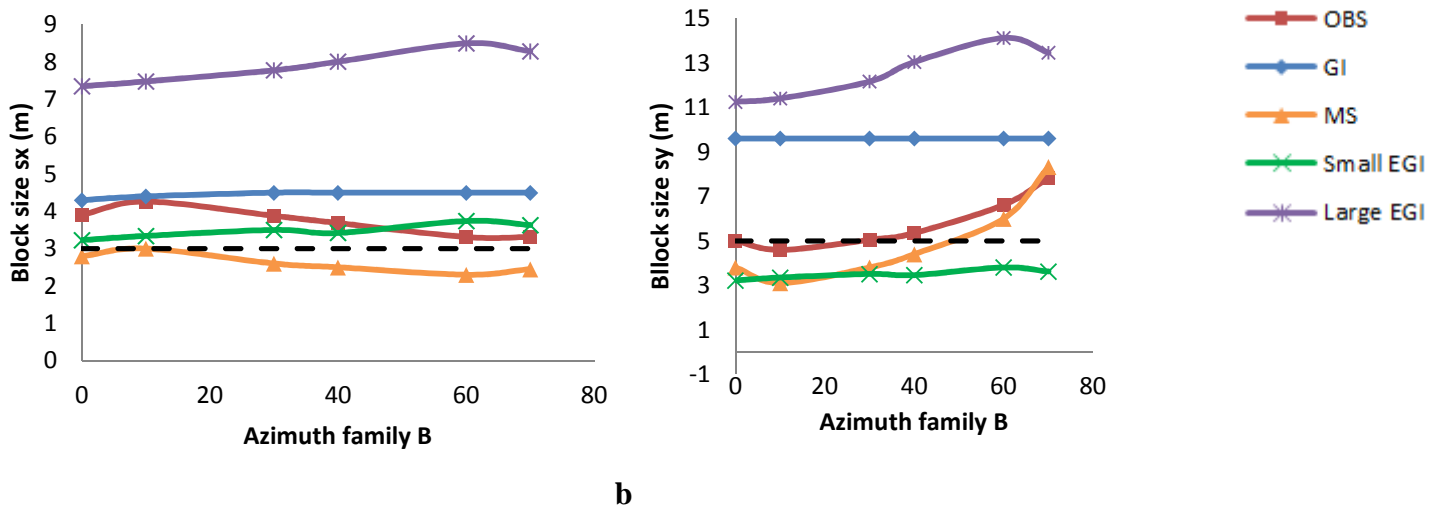 Block size sx (m)
9
8
7
6
5
4
3
2
1
0
0 20 40 60 80
Azimuth family B
Bllock size sy (m)
15
13
11
9
7
5
3
1
-1
0 20 40 60 80
Azimuth family B
OBS
GI
MS
Small EGI
Large EGI
b